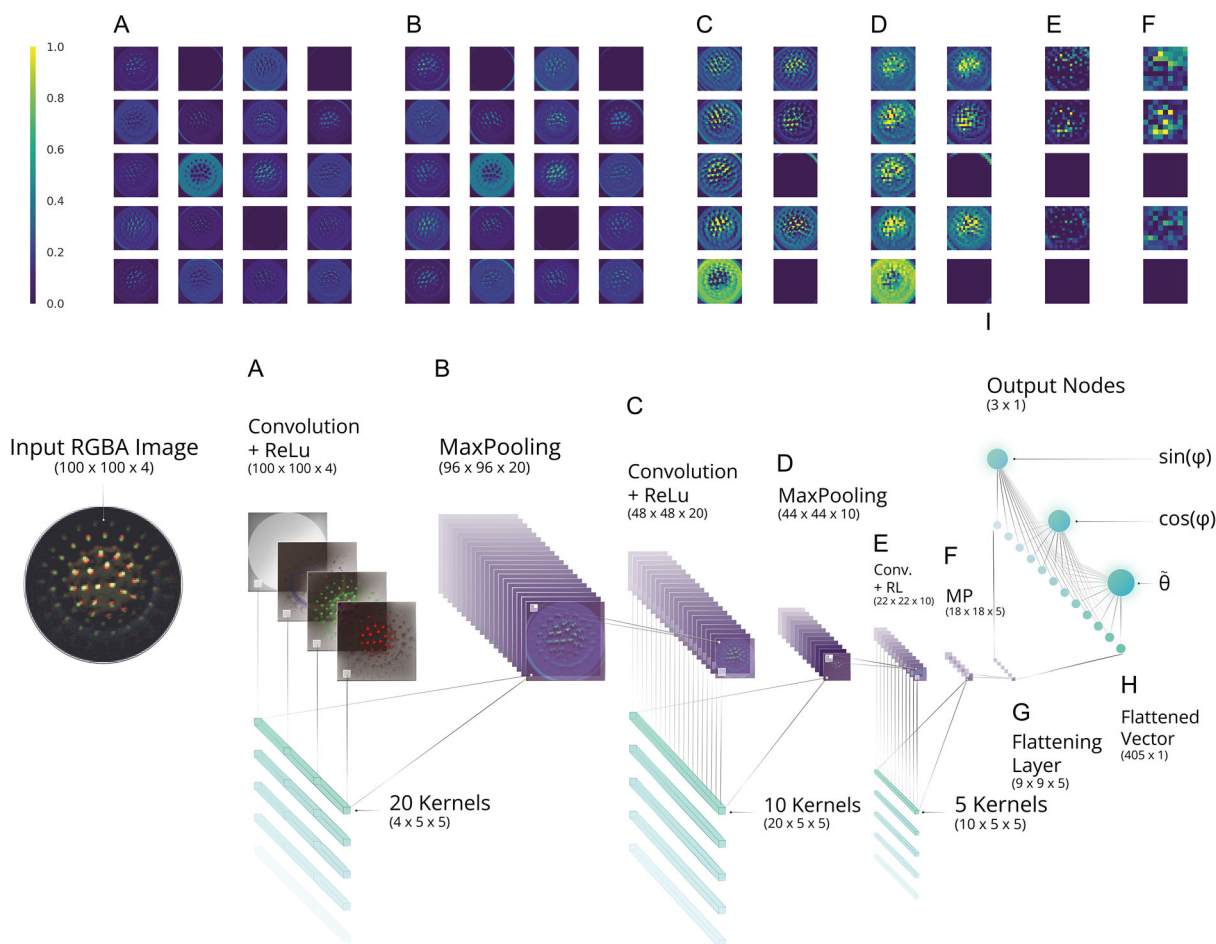 A
B
C
D
E
F
1.0
0.8
0.6
0.4
0.2
0.0
I
A
Convolution
+ ReLu
(100 x 100 x 4)
B
MaxPooling
(96 x 96 x 20)
C
Convolution
+ ReLu
(48 x 48 x 20)
D
MaxPooling
(44 x 44 x 10)
E
Conv.
+ RL
(22 x 22 x 10)
F
MP
(18 x 18 x 5)
Output Nodes
(3 x 1)
sin(φ)
cos(φ)
θ̃
Input RGBA Image
(100 x 100 x 4)
G
Flattening
Layer
(9 x 9 x 5)
H
Flattened
Vector
(405 x 1)
20 Kernels
(4 x 5 x 5)
10 Kernels
(20 x 5 x 5)
5 Kernels
(10 x 5 x 5)